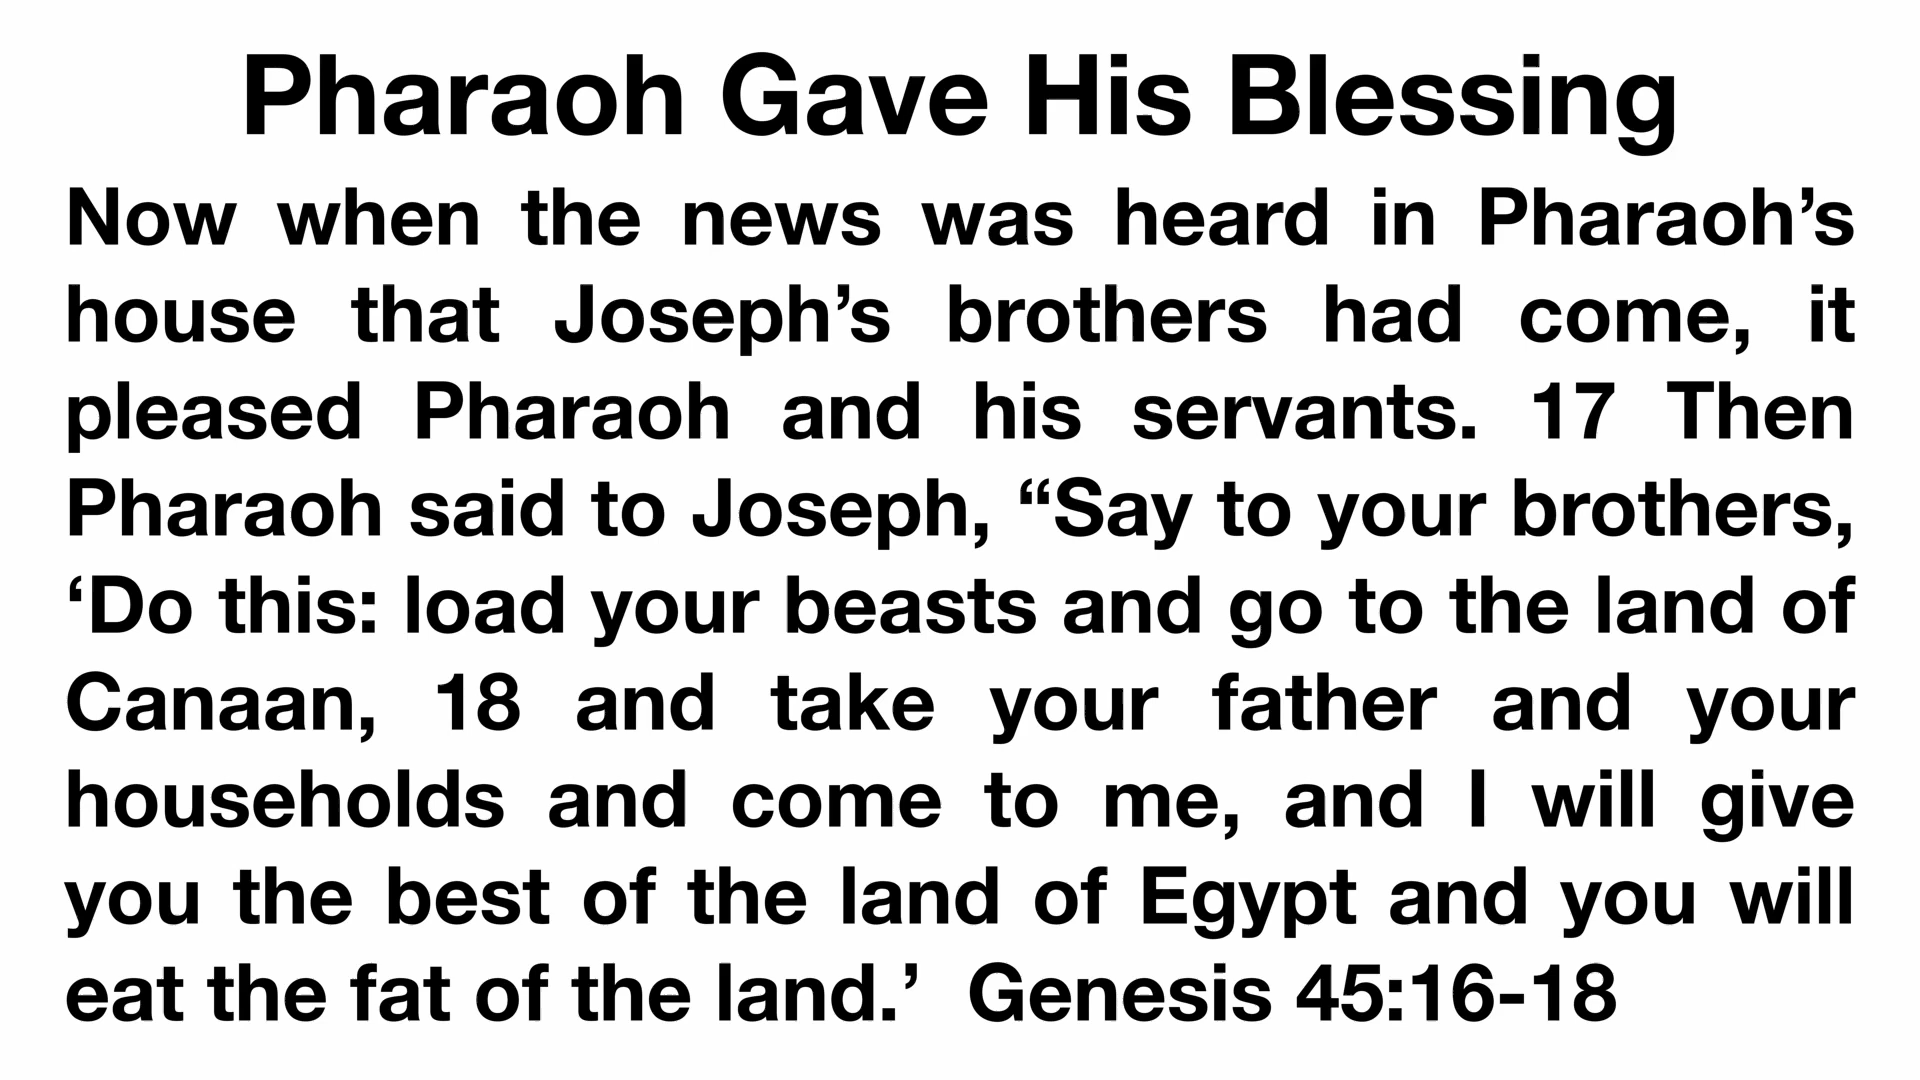 Pharaoh Gave His Blessing
Now when the news was heard in Pharaoh’s
house that Joseph’s brothers had come, it
pleased Pharaoh and his servants. 17 Then
Pharaoh said to Joseph, “Say to your brothers,
‘Do this: load your beasts and go to the land of
Canaan, 18 and take your father and your
households and come to me, and I will give
you the best of the land of Egypt and you will
eat the fat of the land.’  Genesis 45:16-18